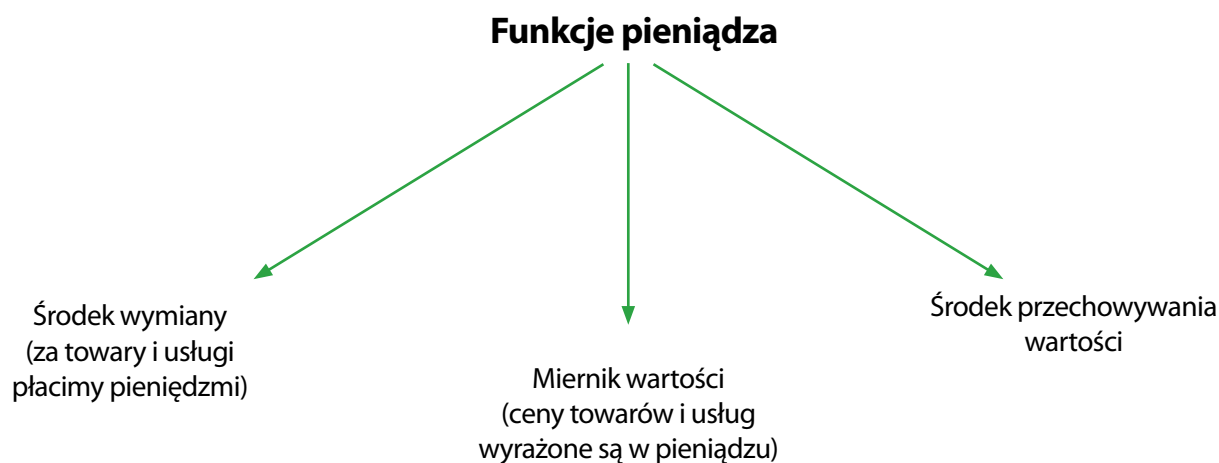 Funkcje pieniądza
Środek wymiany
(za towary i usługi
płacimy pieniędzmi)
Miernik wartości
(ceny towarów i usług
wyrażone są w pieniądzu)
Środek przechowywania
wartości